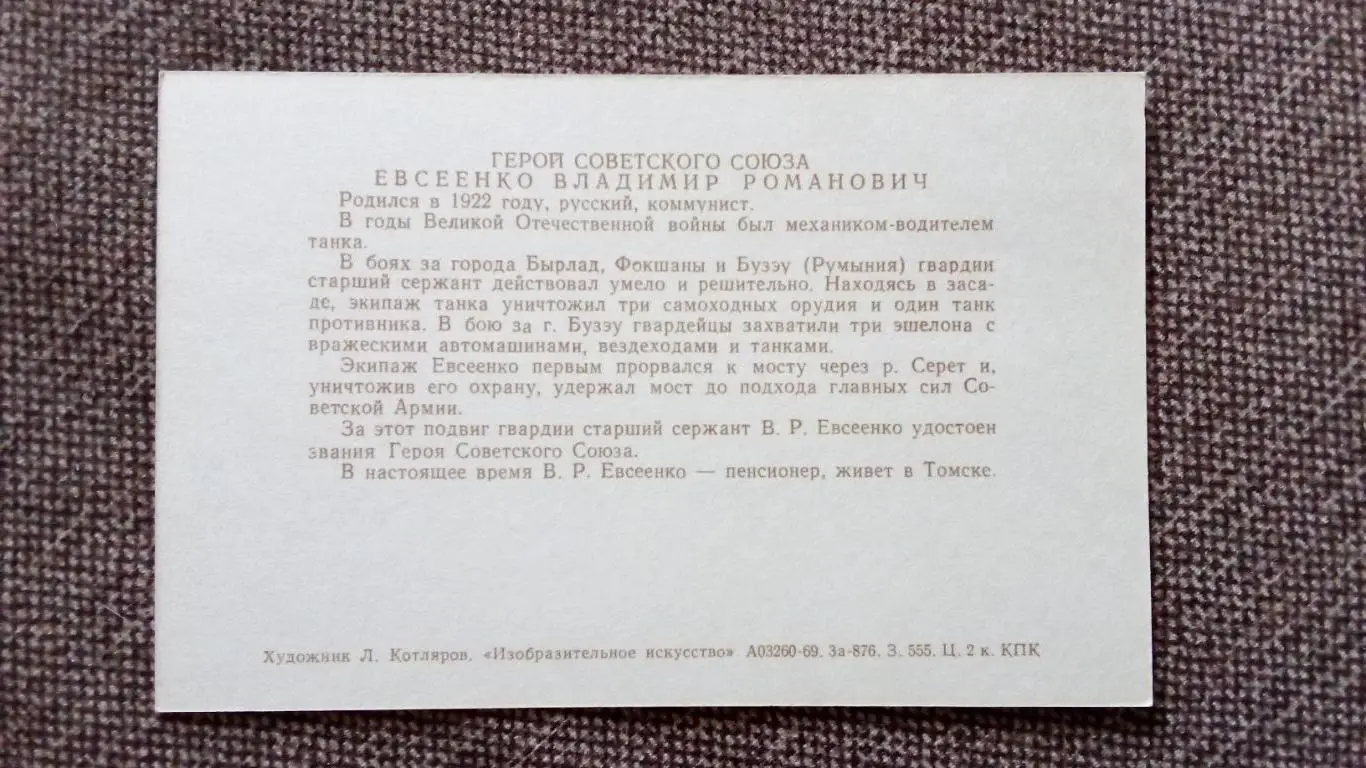 ГЕРОЙ СОВЕТСКОГО СОЮЗА
ЕВСЕЕНКО ВЛАДИМИР РОМАНОВИЧ
Родился в 1922 году, русский, коммунист.
В годы Великой Отечественной войны был механиком-водителем
танка.
В боях за города Бырлад, Фокшаны и Бузэу (Румыния) гвардии
старший сержант действовал умело и решительно. Находясь в заса-
де, экипаж танка уничтожил три самоходных орудия и один танк
противника. В бою за г. Бузэу гвардейцы захватили три эшелона с
вражескими автомашинами, вездеходами и танками.
Экипаж Евсеенко первым прорвался к мосту через р. Серет и,
уничтожив его охрану, удержал мост до подхода главных сил Со-
ветской Армии.
За этот подвиг гвардии старший сержант В. Р. Евсеенко удостоен
звания Героя Советского Союза.
В настоящее время В. Р. Евсеенко — пенсионер, живет в Томске.
Художник Л. Котляров. «Изобразительное искусство» А03260-69. За-876. З. 555. Ц. 2 к. КПК